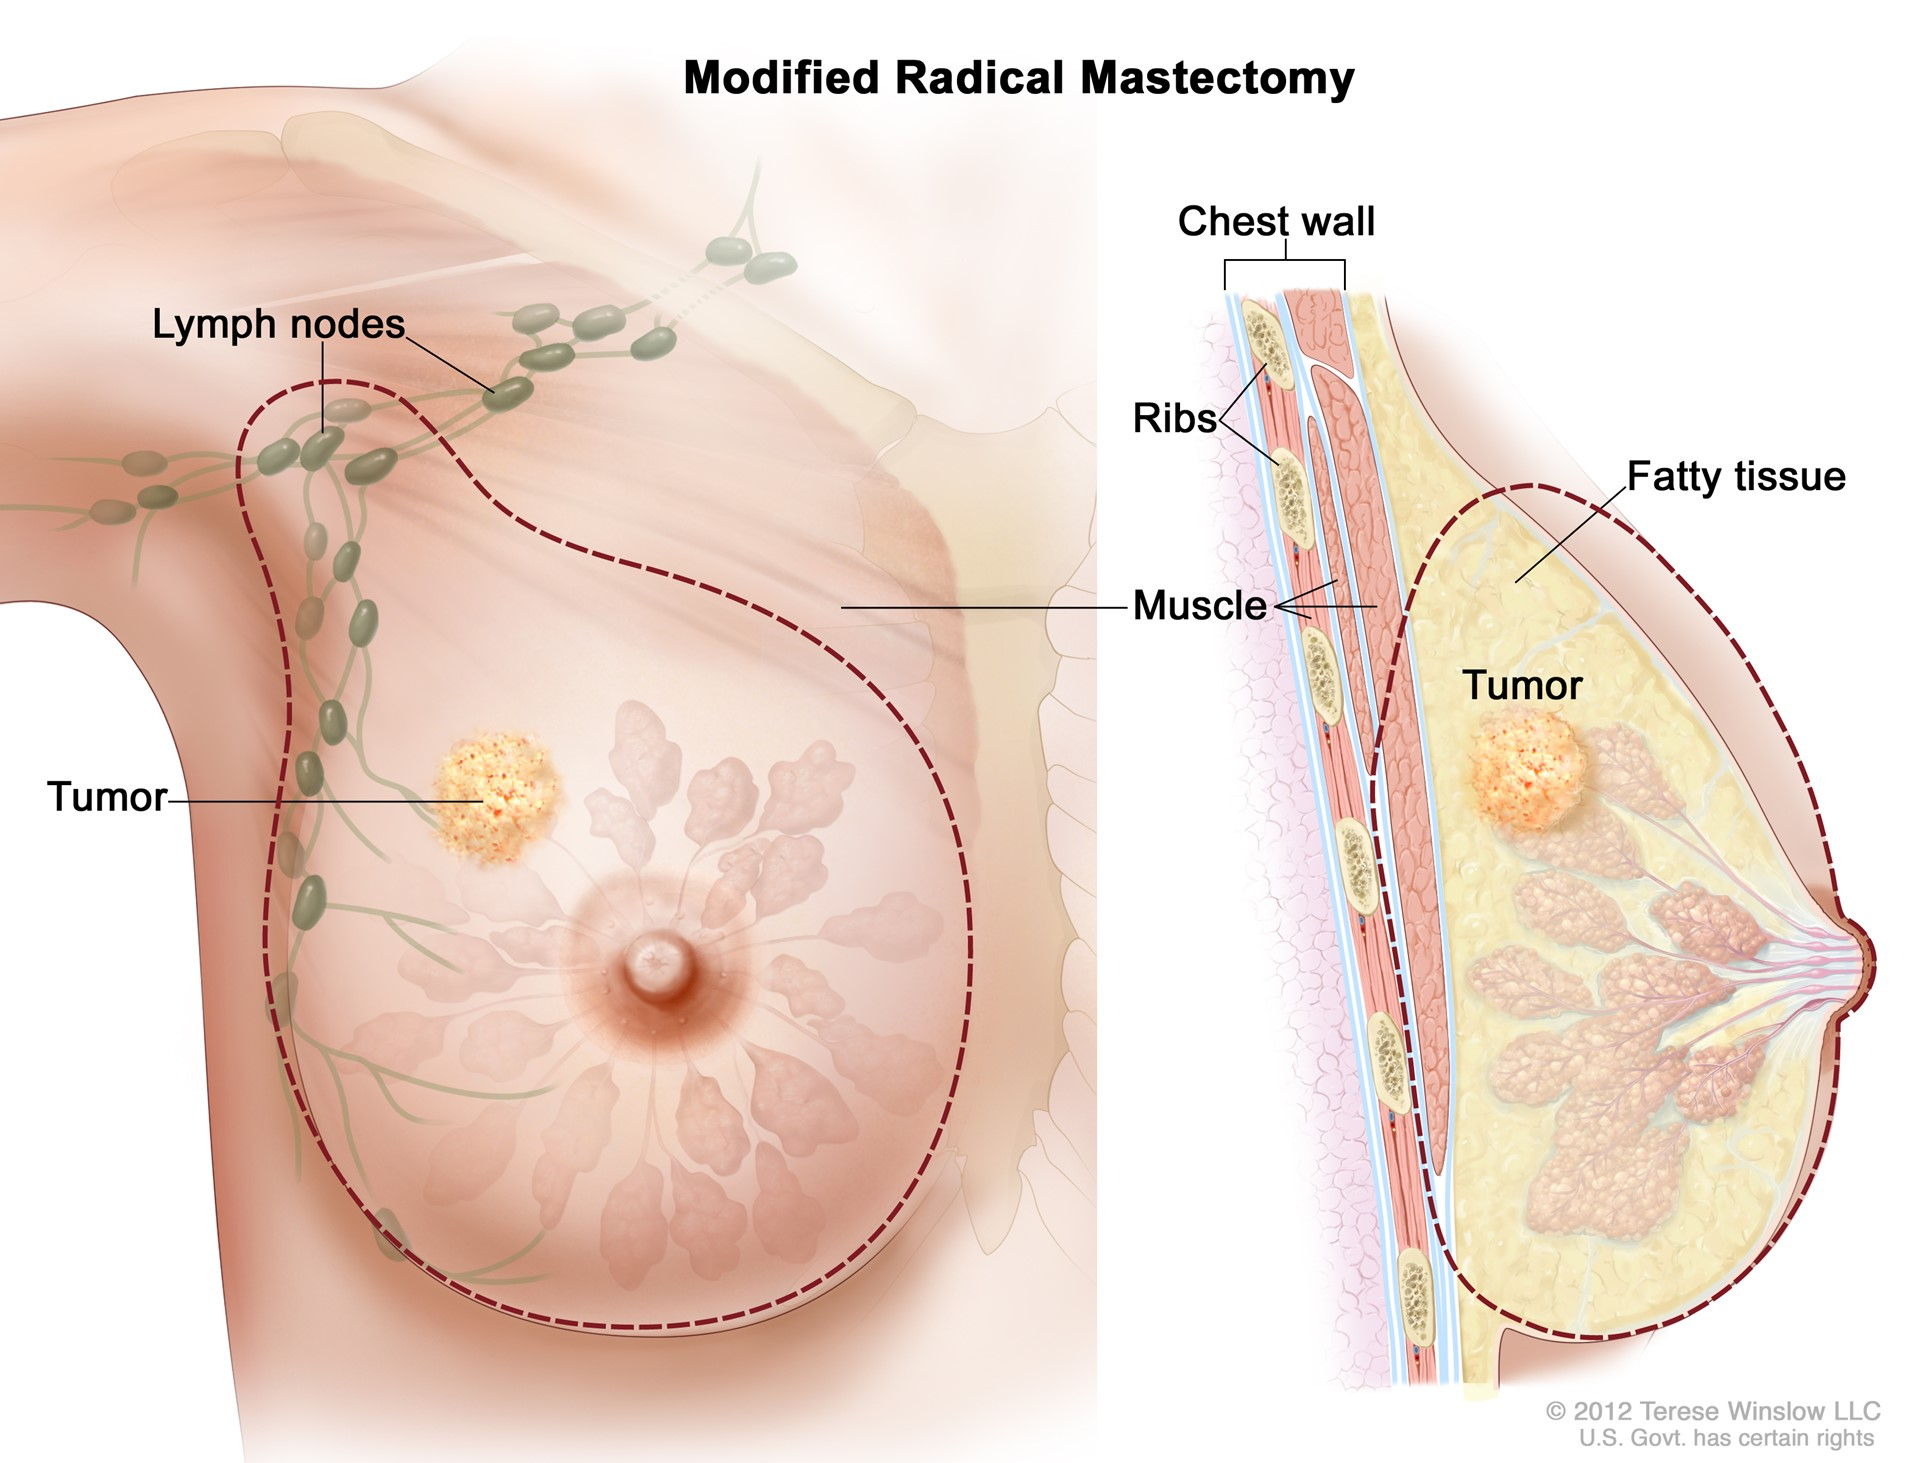 Modified Radical Mastectomy
Chest wall
Lymph nodes
Ribs
Fatty tissue
Muscle
Tumor
Tumor
© 2012 Terese Winslow LLC
U.S. Govt. has certain rights